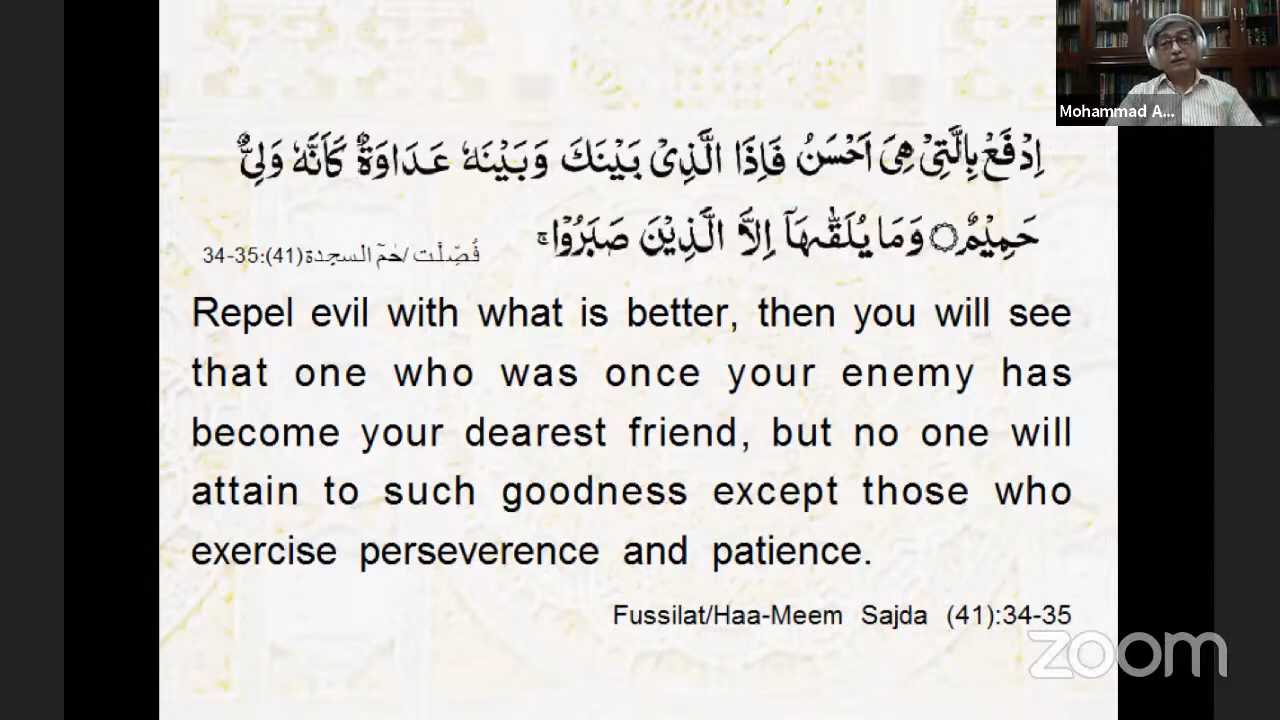 Mohammad A...
اِدْفَعْ بِالَّتِيْ هِيَ اَحْسَنُ فَاِذَا الَّذِيْ بَيْنَكَ وَبَيْنَهٗ عَدَاوَةٌ كَاَنَّهٗ وَلِيٌّ
حَمِيْمٌ۝ وَمَا يُلَقّٰىهَاۤ اِلَّا الَّذِيْنَ صَبَرُوْا ۚ
فُصِّلَت /حٰمٓ السجدة(41):34-35
Repel evil with what is better, then you will see
that one who was once your enemy has
become your dearest friend, but no one will
attain to such goodness except those who
exercise perseverence and patience.
Fussilat/Haa-Meem Sajda (41):34-35
zoom